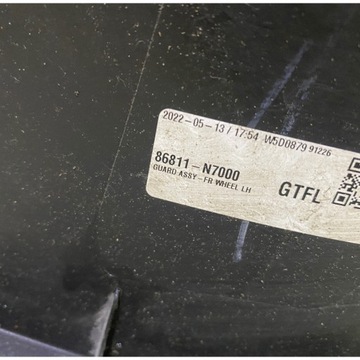 2022-05-13/17:54 W5D0879 91226
86811-N7000
GUARD ASSY-FR WHEEL LH
GTFL